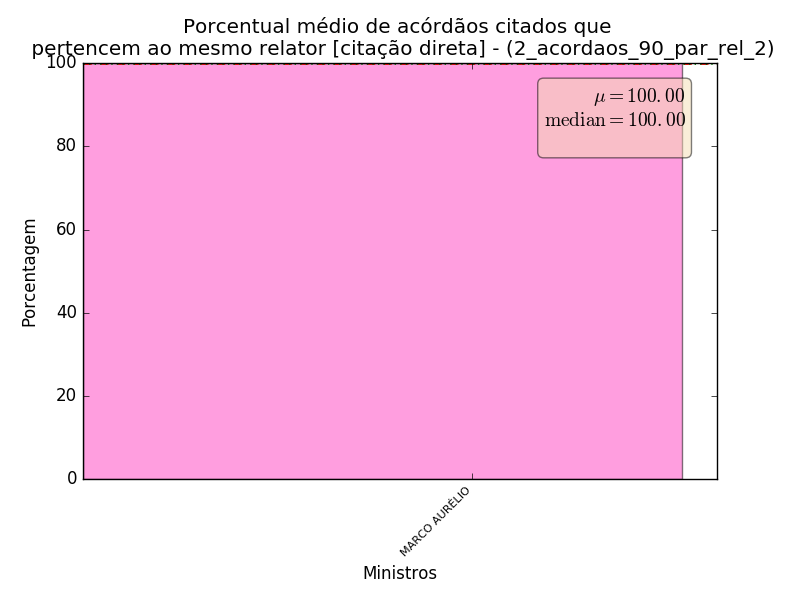 Porcentual médio de acórdãos citados que
pertencem ao mesmo relator [citação direta] - (2_acordaos_90_par_rel_2)
100
80
60
40
20
0
Porcentagem
μ = 100.00
median = 100.00
MARCO AURÉLIO
Ministros